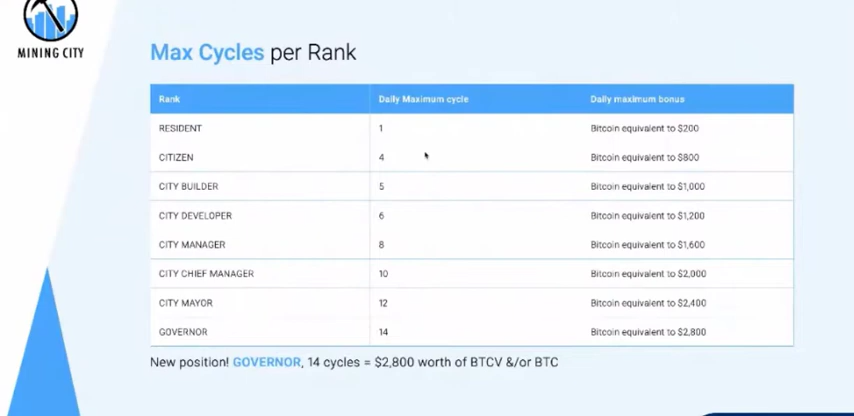 MINING CITY
Max Cycles per Rank
Rank Daily Maximum cycle Daily maximum bonus
RESIDENT 1 Bitcoin equivalent to $200
CITIZEN 4 Bitcoin equivalent to $800
CITY BUILDER 5 Bitcoin equivalent to $1,000
CITY DEVELOPER 6 Bitcoin equivalent to $1,200
CITY MANAGER 8 Bitcoin equivalent to $1,600
CITY CHIEF MANAGER 10 Bitcoin equivalent to $2,000
CITY MAYOR 12 Bitcoin equivalent to $2,400
GOVERNOR 14 Bitcoin equivalent to $2,800
New position! GOVERNOR, 14 cycles = $2,800 worth of BTCV &/or BTC